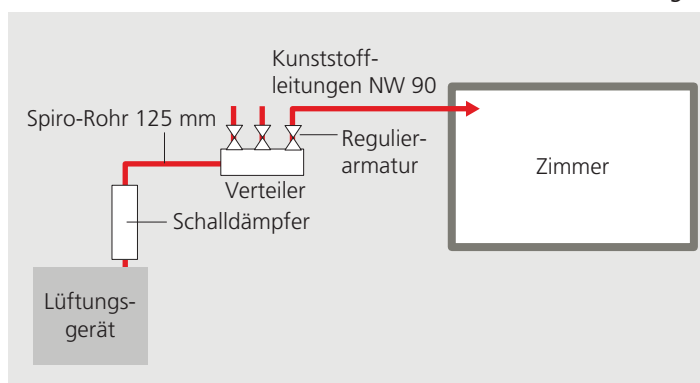 Kunststoff-
leitungen NW 90
Spiro-Rohr 125 mm
Regulier-
armatur
Zimmer
Verteiler
Schalldämpfer
Lüftungs-
gerät